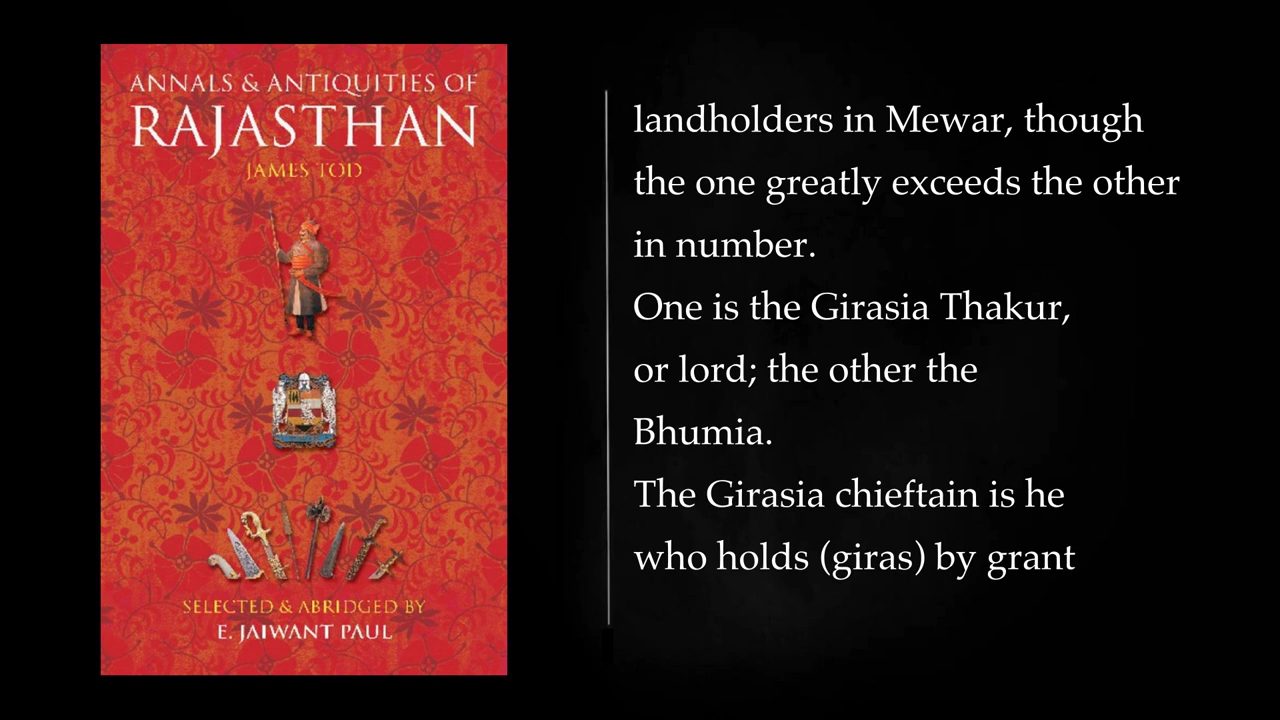 ANNALS & ANTIQUITIES OF
RAJASTHAN
JAMES TOD
SELECTED & ABRIDGED BY
E. JAIWANT PAUL
landholders in Mewar, though
the one greatly exceeds the other
in number.
One is the Girasia Thakur,
or lord; the other the
Bhumia.
The Girasia chieftain is he
who holds (giras) by grant